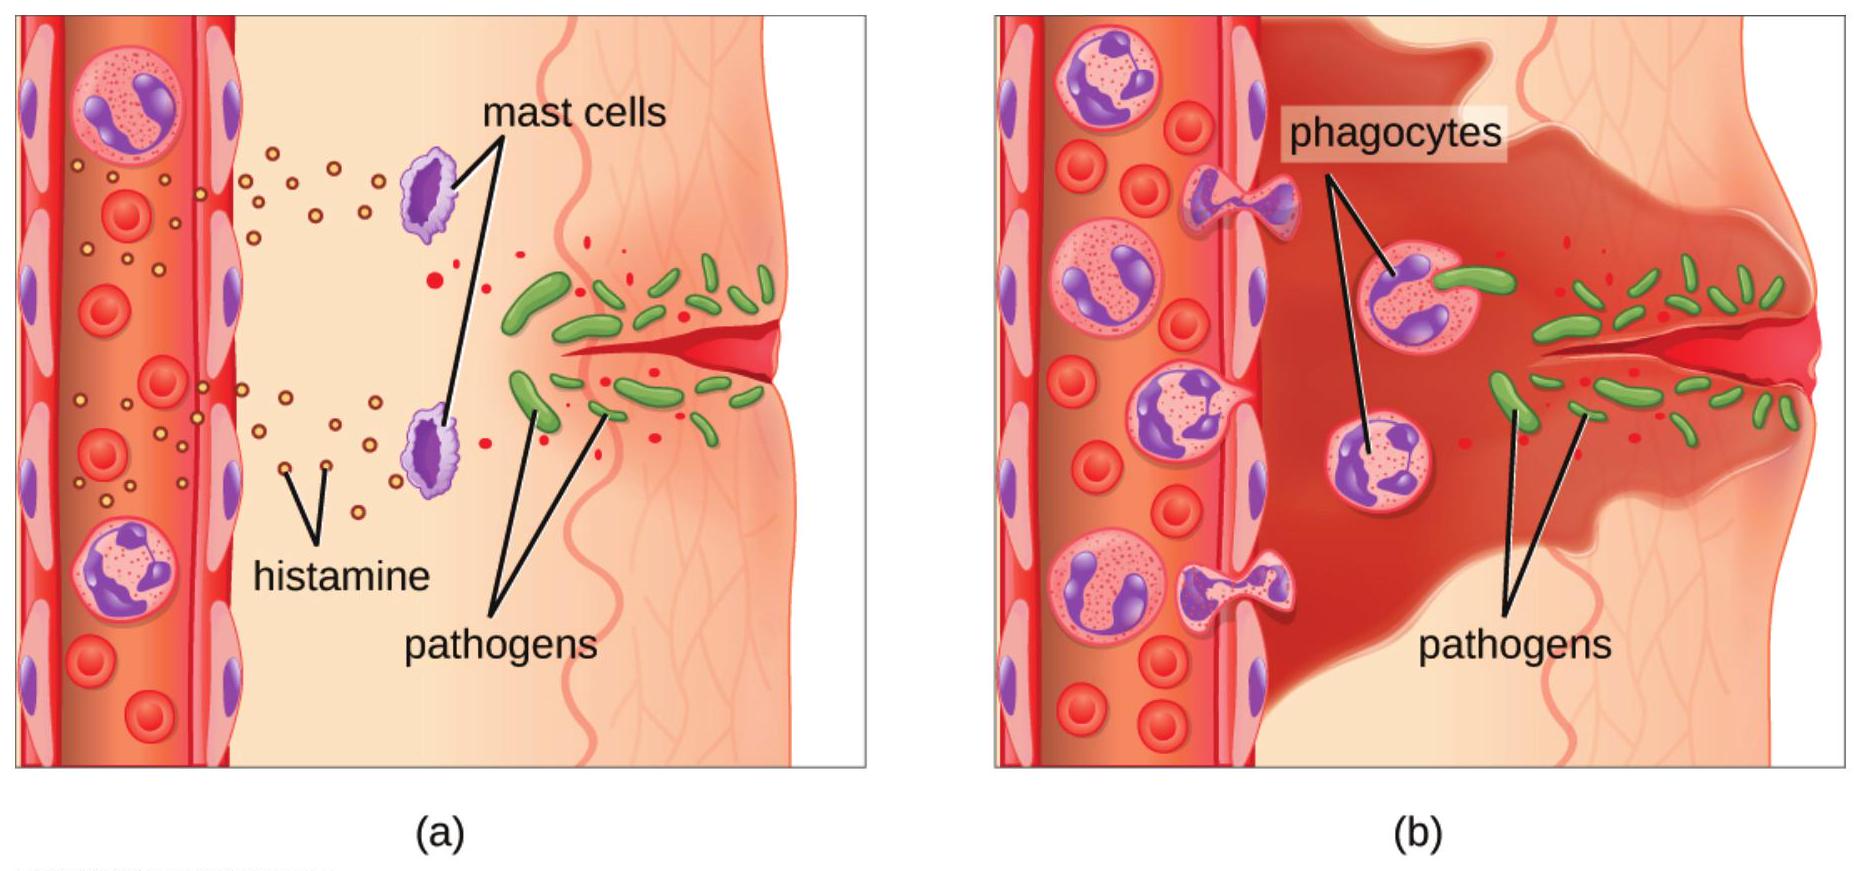 mast cells
histamine
pathogens
(a)
phagocytes
pathogens
(b)